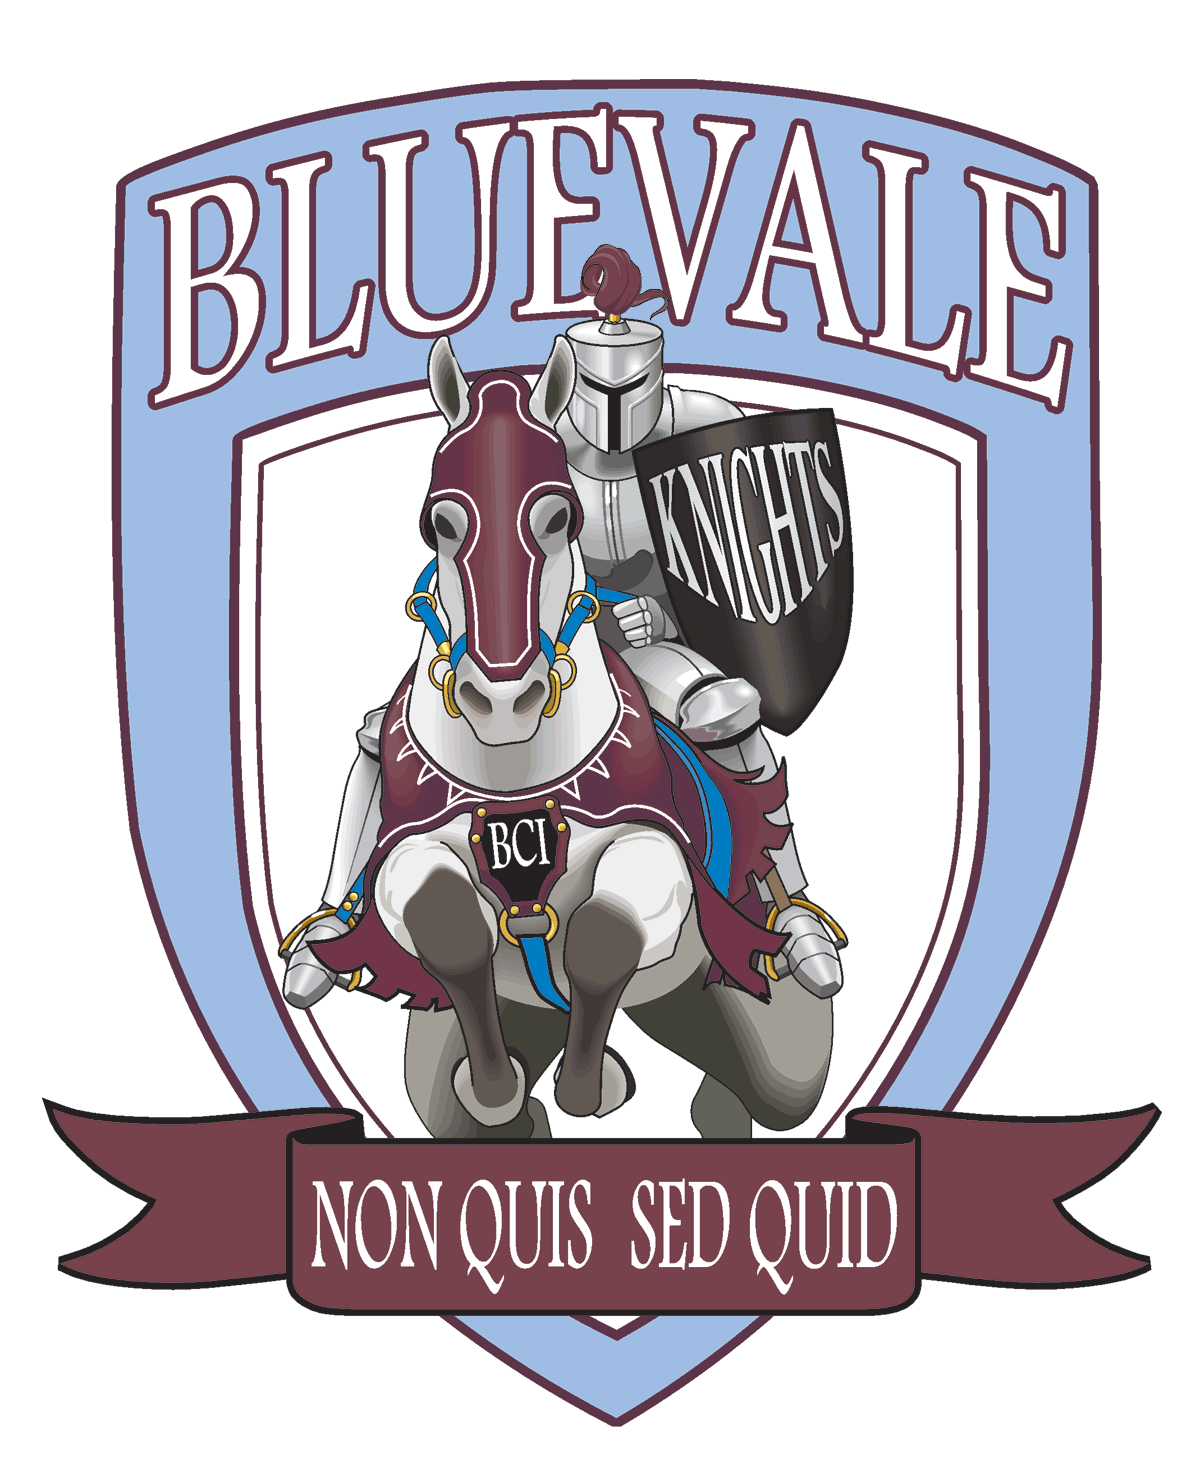 BLUEVALE
KNIGHTS
BCI
NON QUIS SED QUID